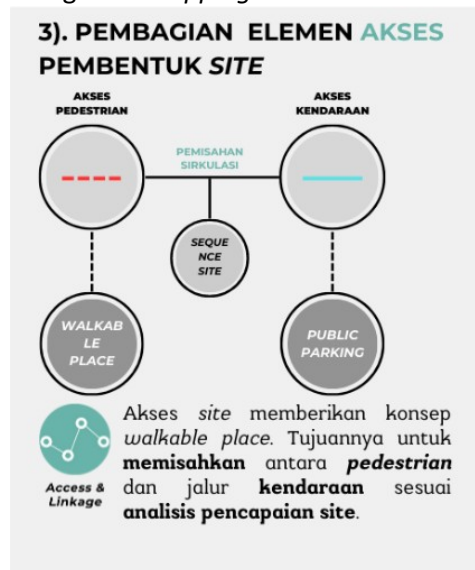 3). PEMBAGIAN ELEMEN AKSES
PEMBENTUK SITE
AKSES
PEDESTRIAN
AKSES
KENDARAAN
PEMISAHAN
SIRKULASI
SEQUE
NCE
SITE
WALKAB
LE
PLACE
PUBLIC
PARKING
Akses site memberikan konsep
walkable place. Tujuannya untuk
memisahkan antara pedestrian
dan jalur kendaraan sesuai
analisis pencapaian site.
Access &
Linkage